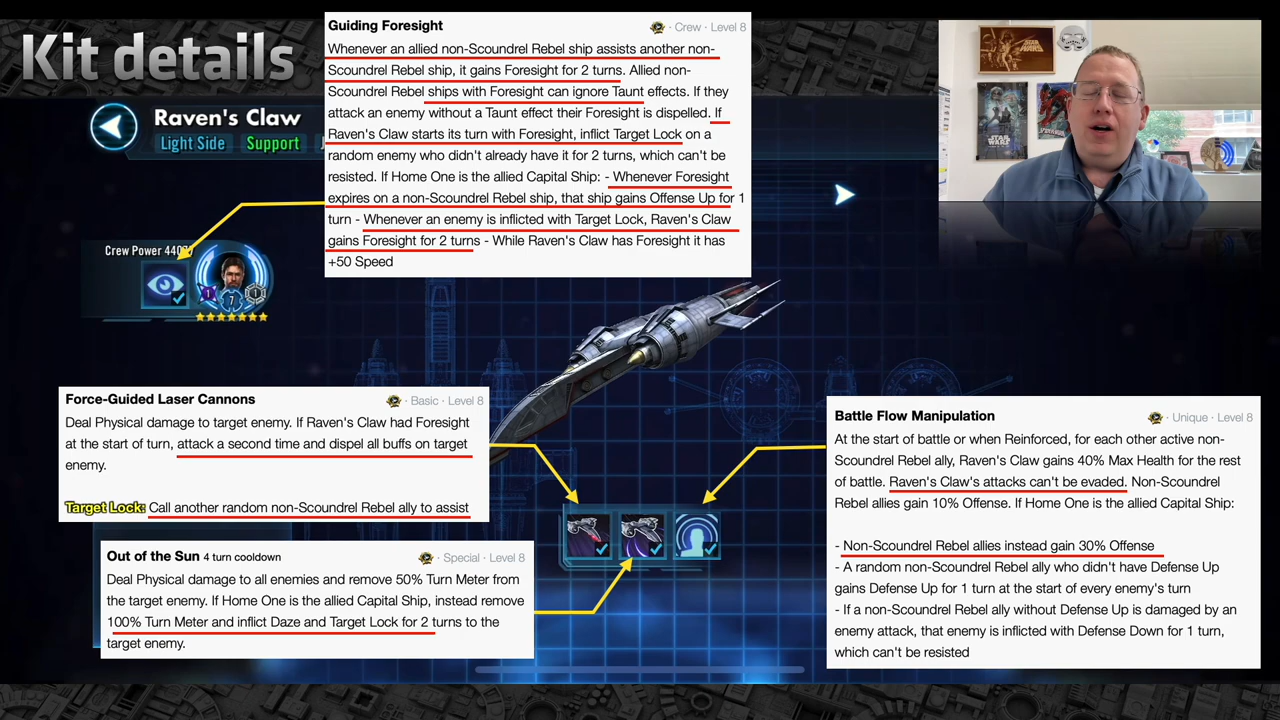 Kit details
Raven's Claw
Light Side Support
Guiding Foresight
Crew · Level 8
Whenever an allied non-Scoundrel Rebel ship assists another non-
Scoundrel Rebel ship, it gains Foresight for 2 turns. Allied non-
Scoundrel Rebel ships with Foresight can ignore Taunt effects. If they
attack an enemy without a Taunt effect their Foresight is dispelled. If
Raven's Claw starts its turn with Foresight, inflict Target Lock on a
random enemy who didn't already have it for 2 turns, which can't be
resisted. If Home One is the allied Capital Ship: - Whenever Foresight
expires on a non-Scoundrel Rebel ship, that ship gains Offense Up for 1
turn - Whenever an enemy is inflicted with Target Lock, Raven's Claw
gains Foresight for 2 turns - While Raven's Claw has Foresight it has
+50 Speed
STAR
WARS
Crew Power
1 7 1
Force-Guided Laser Cannons
Basic · Level 8
Deal Physical damage to target enemy. If Raven's Claw had Foresight
at the start of turn, attack a second time and dispel all buffs on target
enemy.
Target Lock: Call another random non-Scoundrel Rebel ally to assist
Out of the Sun 4 turn cooldown
Special · Level 8
Deal Physical damage to all enemies and remove 50% Turn Meter from
the target enemy. If Home One is the allied Capital Ship, instead remove
100% Turn Meter and inflict Daze and Target Lock for 2 turns to the
target enemy.
Battle Flow Manipulation
Unique · Level 8
At the start of battle or when Reinforced, for each other active non-
Scoundrel Rebel ally, Raven's Claw gains 40% Max Health for the rest
of battle. Raven's Claw's attacks can't be evaded. Non-Scoundrel
Rebel allies gain 10% Offense. If Home One is the allied Capital Ship:
- Non-Scoundrel Rebel allies instead gain 30% Offense
- A random non-Scoundrel Rebel ally who didn't have Defense Up
gains Defense Up for 1 turn at the start of every enemy's turn
- If a non-Scoundrel Rebel ally without Defense Up is damaged by an
enemy attack, that enemy is inflicted with Defense Down for 1 turn,
which can't be resisted